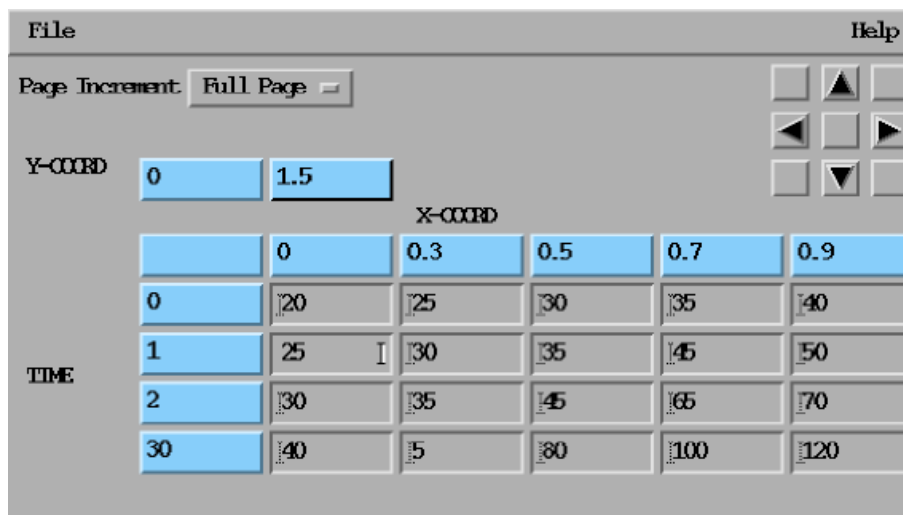 File Help
Page Increment Full Page
Y-COORD 0 1.5
X-COORD
0 0.3 0.5 0.7 0.9
0 20 25 30 35 40
1 25 30 35 45 50
TIME
2 30 35 45 65 70
30 40 5 80 100 120